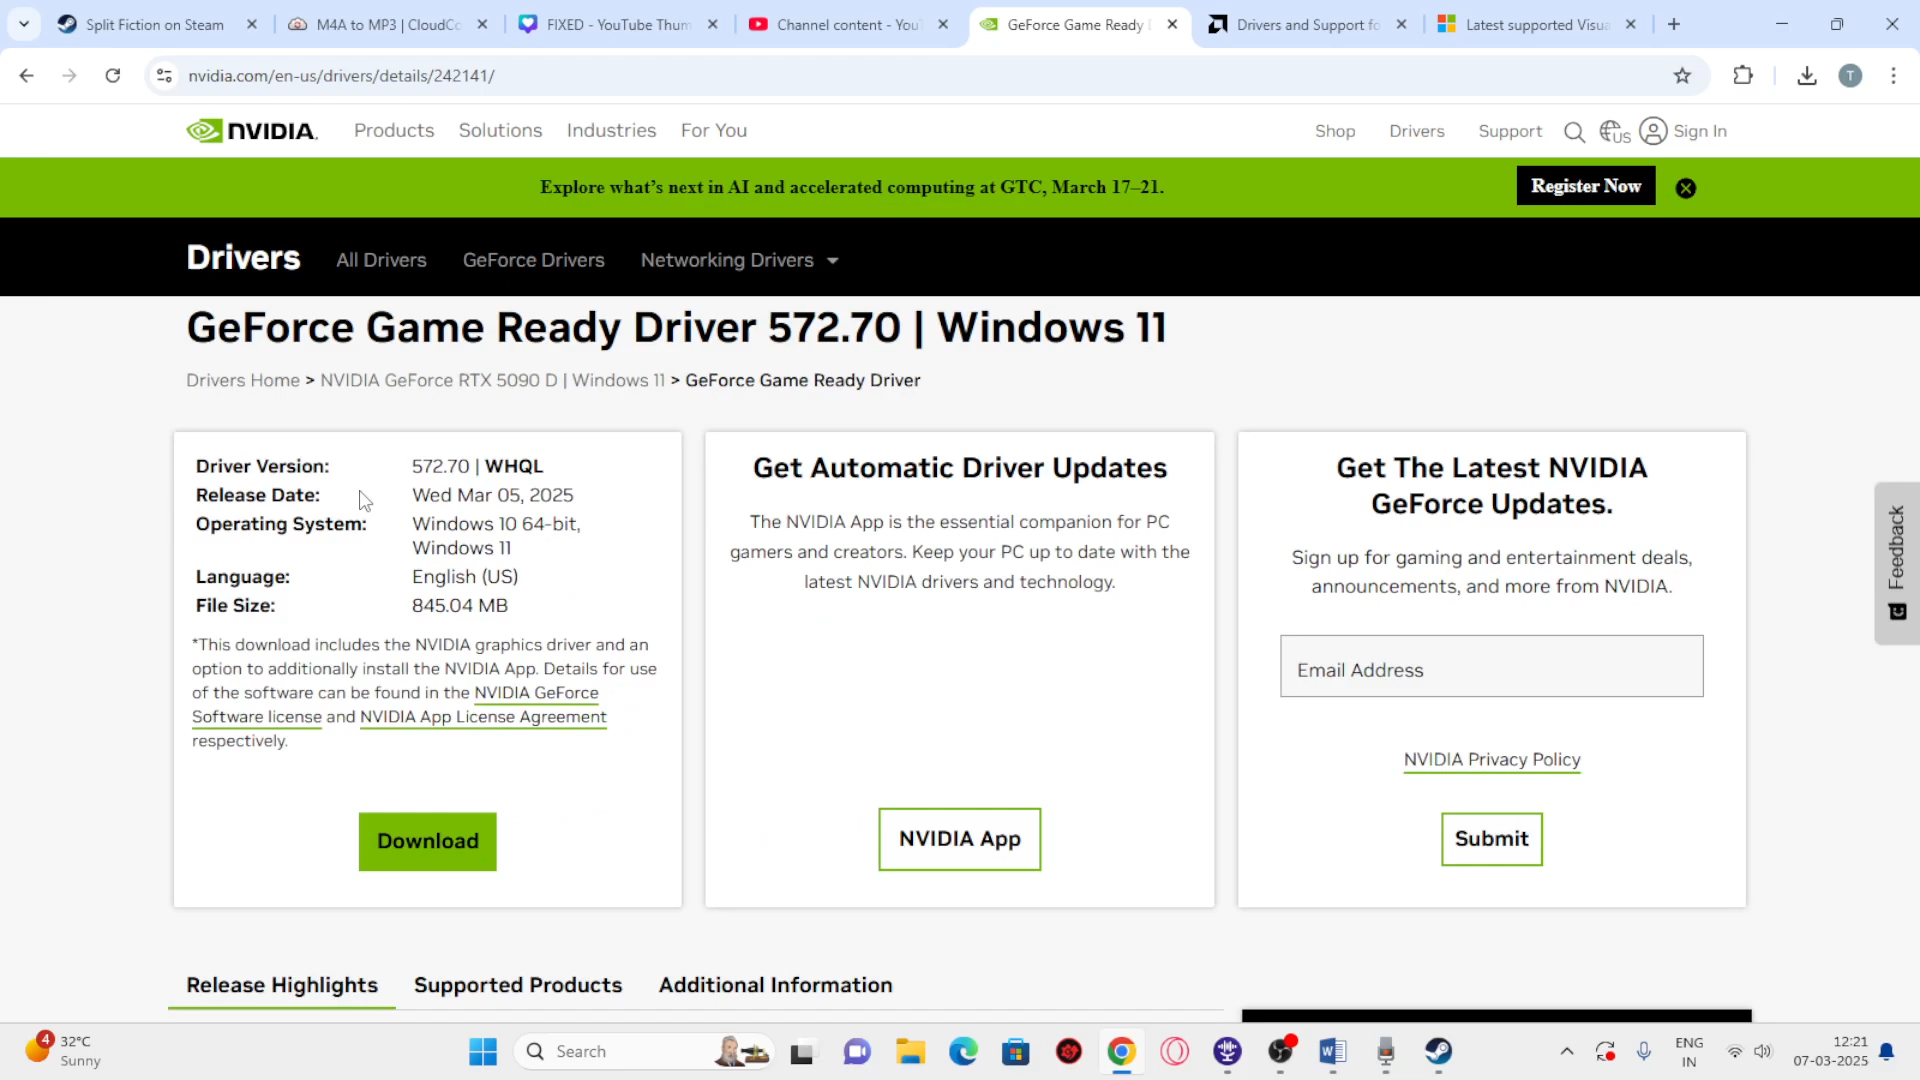 Split Fiction on Steam
M4A to MP3 | CloudCo
FIXED - YouTube Thum
Channel content - YouT
GeForce Game Ready D
Drivers and Support fo
Latest supported Visua
nvidia.com/en-us/drivers/details/242141/
T
NVIDIA.
Products
Solutions
Industries
For You
Shop
Drivers
Support
US
Sign In
Explore what's next in AI and accelerated computing at GTC, March 17–21.
Register Now
Drivers
All Drivers
GeForce Drivers
Networking Drivers
GeForce Game Ready Driver 572.70 | Windows 11
Drivers Home > NVIDIA GeForce RTX 5090 D | Windows 11 > GeForce Game Ready Driver
Driver Version: 572.70 | WHQL
Release Date: Wed Mar 05, 2025
Operating System: Windows 10 64-bit,
Windows 11
Language: English (US)
File Size: 845.04 MB
*This download includes the NVIDIA graphics driver and an
option to additionally install the NVIDIA App. Details for use
of the software can be found in the NVIDIA GeForce
Software license and NVIDIA App License Agreement
respectively.
Download
Get Automatic Driver Updates
The NVIDIA App is the essential companion for PC
gamers and creators. Keep your PC up to date with the
latest NVIDIA drivers and technology.
NVIDIA App
Get The Latest NVIDIA
GeForce Updates.
Sign up for gaming and entertainment deals,
announcements, and more from NVIDIA.
Email Address
NVIDIA Privacy Policy
Submit
Feedback
Release Highlights
Supported Products
Additional Information
4
32°C
Sunny
Search
ENG
IN
12:21
07-03-2025